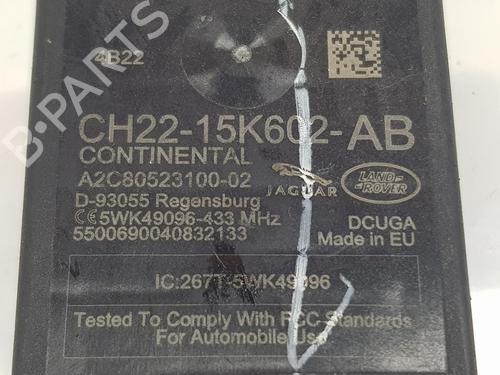 4B22
B-PARTS
CH22-15K602-AB
CONTINENTAL
A2C80523100-02
JAGUAR
LAND-
ROVER
D-93055 Regensburg
CE 5WK49096-433 MHz
5500690040832133
DCUGA
Made in EU
IC:267T-5WK49096
Tested To Comply With FCC Standards
For Automobile Use